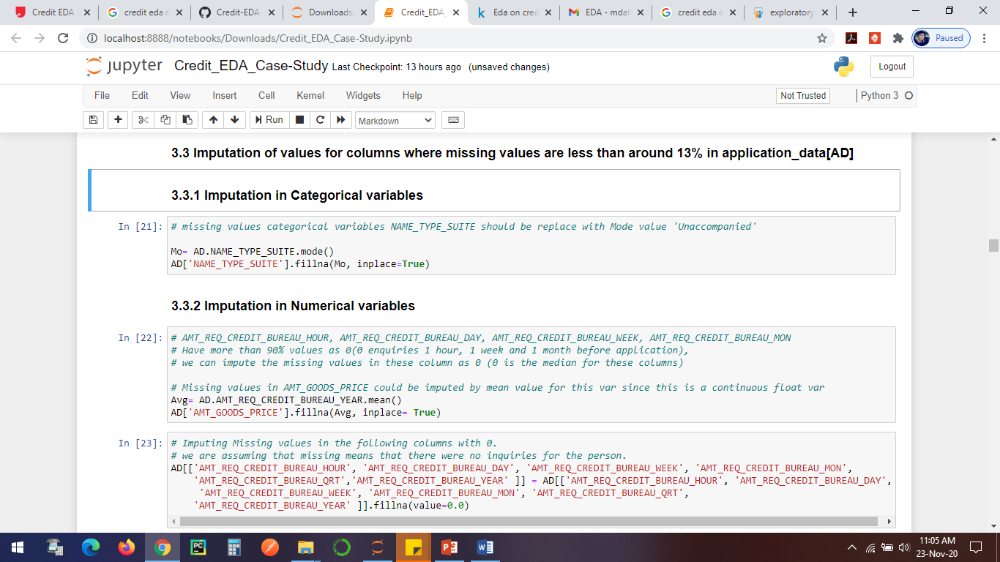 Credit EDA
credit eda c
Credit-EDA-
Downloads/
Credit_EDA_
Eda on cred
EDA - mdaf
credit eda c
exploratory
localhost:8888/notebooks/Downloads/Credit_EDA_Case-Study.ipynb
Paused
jupyter Credit_EDA_Case-Study Last Checkpoint: 13 hours ago (unsaved changes)
Logout
File Edit View Insert Cell Kernel Widgets Help
Not Trusted
Python 3
Run
Markdown
3.3 Imputation of values for columns where missing values are less than around 13% in application_data[AD]
3.3.1 Imputation in Categorical variables
In [21]: # missing values categorical variables NAME_TYPE_SUITE should be replace with Mode value 'Unaccompanied'
Mo= AD.NAME_TYPE_SUITE.mode()
AD['NAME_TYPE_SUITE'].fillna(Mo, inplace=True)
3.3.2 Imputation in Numerical variables
In [22]: # AMT_REQ_CREDIT_BUREAU_HOUR, AMT_REQ_CREDIT_BUREAU_DAY, AMT_REQ_CREDIT_BUREAU_WEEK, AMT_REQ_CREDIT_BUREAU_MON
# Have more than 90% values as 0(0 enquiries 1 hour, 1 week and 1 month before application),
# we can impute the missing values in these column as 0 (0 is the median for these columns)
# Missing values in AMT_GOODS_PRICE could be imputed by mean value for this var since this is a continuous float var
Avg= AD.AMT_REQ_CREDIT_BUREAU_YEAR.mean()
AD['AMT_GOODS_PRICE'].fillna(Avg, inplace= True)
In [23]: # Imputing Missing values in the following columns with 0.
# we are assuming that missing means that there were no inquiries for the person.
AD[['AMT_REQ_CREDIT_BUREAU_HOUR', 'AMT_REQ_CREDIT_BUREAU_DAY', 'AMT_REQ_CREDIT_BUREAU_WEEK', 'AMT_REQ_CREDIT_BUREAU_MON',
'AMT_REQ_CREDIT_BUREAU_QRT','AMT_REQ_CREDIT_BUREAU_YEAR' ]] = AD[['AMT_REQ_CREDIT_BUREAU_HOUR', 'AMT_REQ_CREDIT_BUREAU_DAY',
'AMT_REQ_CREDIT_BUREAU_WEEK', 'AMT_REQ_CREDIT_BUREAU_MON', 'AMT_REQ_CREDIT_BUREAU_QRT',
'AMT_REQ_CREDIT_BUREAU_YEAR' ]].fillna(value=0.0)
11:05 AM
23-Nov-20